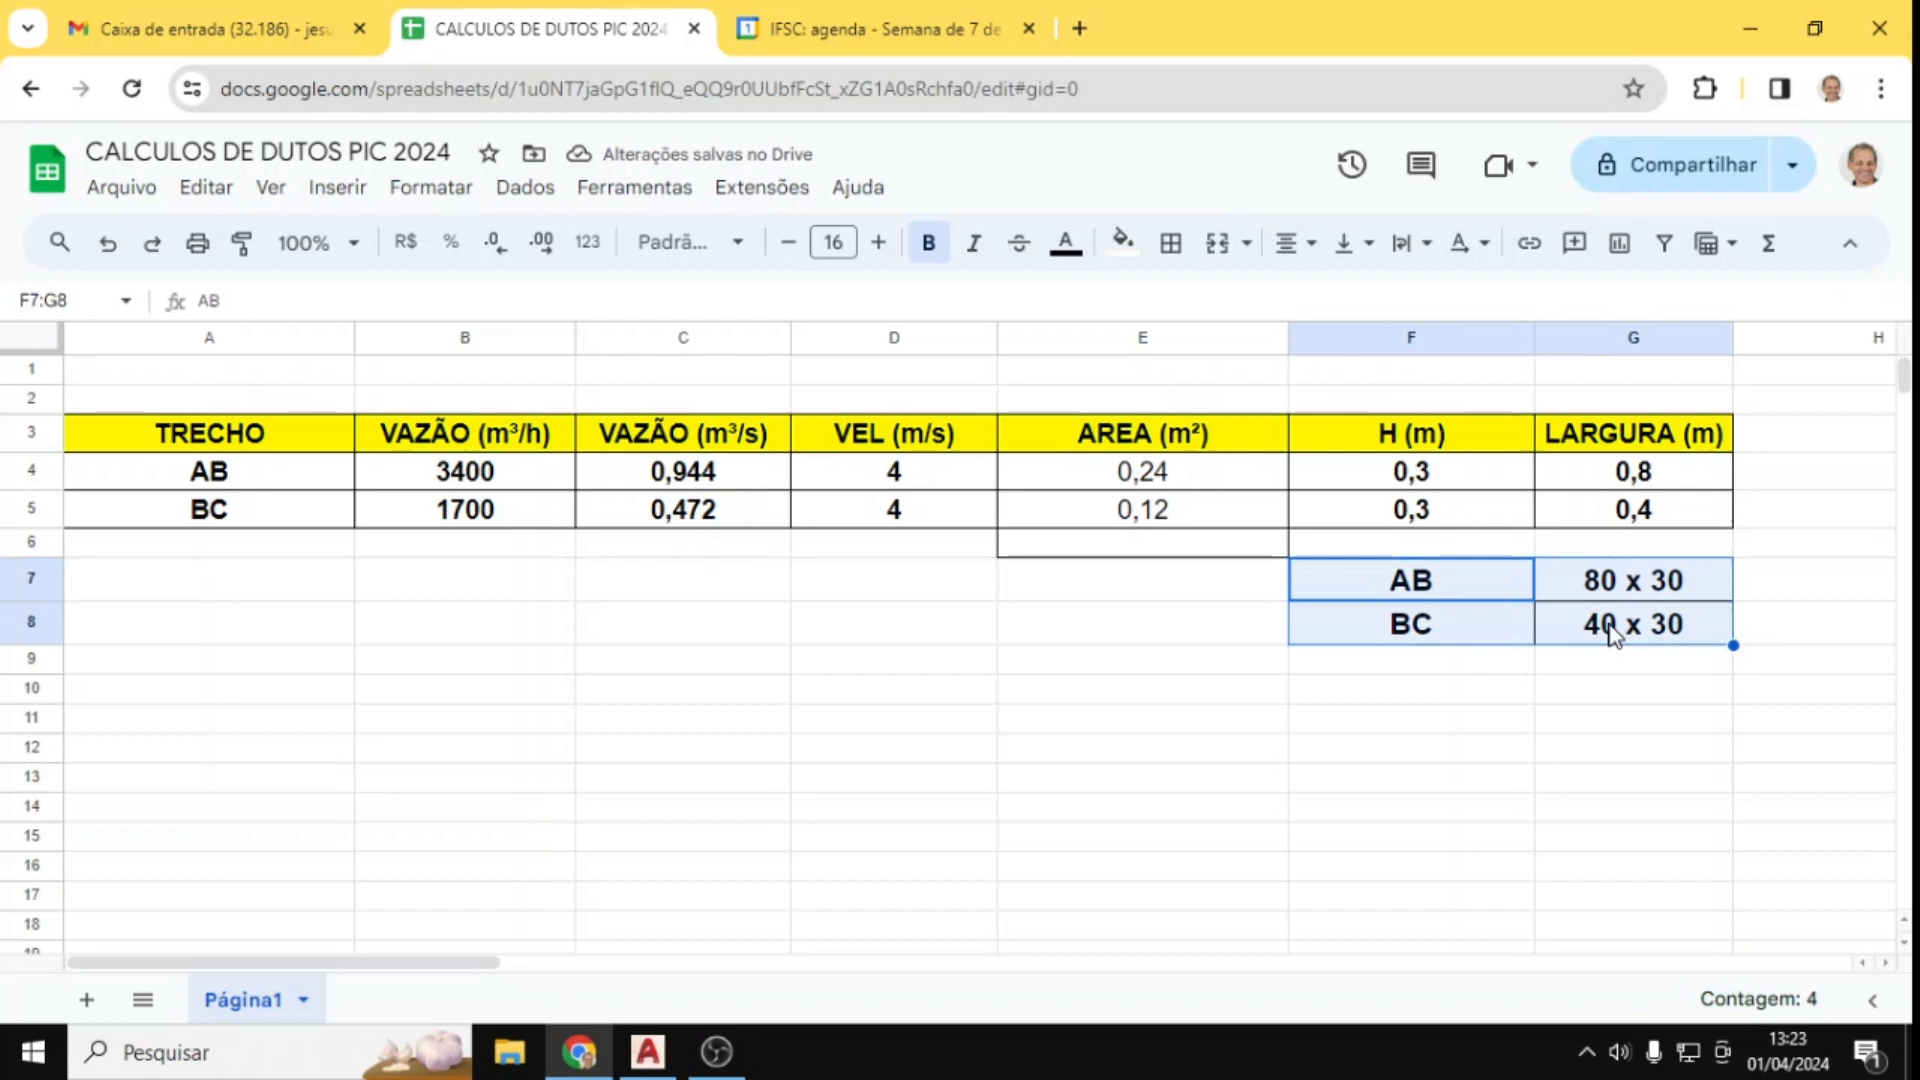 Caixa de entrada (32.186) - jesu
CALCULOS DE DUTOS PIC 2024
IFSC: agenda - Semana de 7 de
docs.google.com/spreadsheets/d/1u0NT7jaGpG1flQ_eQQ9r0UUbfFcSt_xZG1A0sRchfa0/edit#gid=0
CALCULOS DE DUTOS PIC 2024
Alterações salvas no Drive
Compartilhar
Arquivo Editar Ver Inserir Formatar Dados Ferramentas Extensões Ajuda
100% R$ % .0 .00 123 Padrã... 16 B I S A A Σ
F7:G8 fx AB
A B C D E F G H
1
2
3 TRECHO VAZÃO (m³/h) VAZÃO (m³/s) VEL (m/s) AREA (m²) H (m) LARGURA (m)
4 AB 3400 0,944 4 0,24 0,3 0,8
5 BC 1700 0,472 4 0,12 0,3 0,4
6
7 AB 80 x 30
8 BC 40 x 30
9
10
11
12
13
14
15
16
17
18
19
Página1 Contagem: 4
Pesquisar
13:23
01/04/2024
1